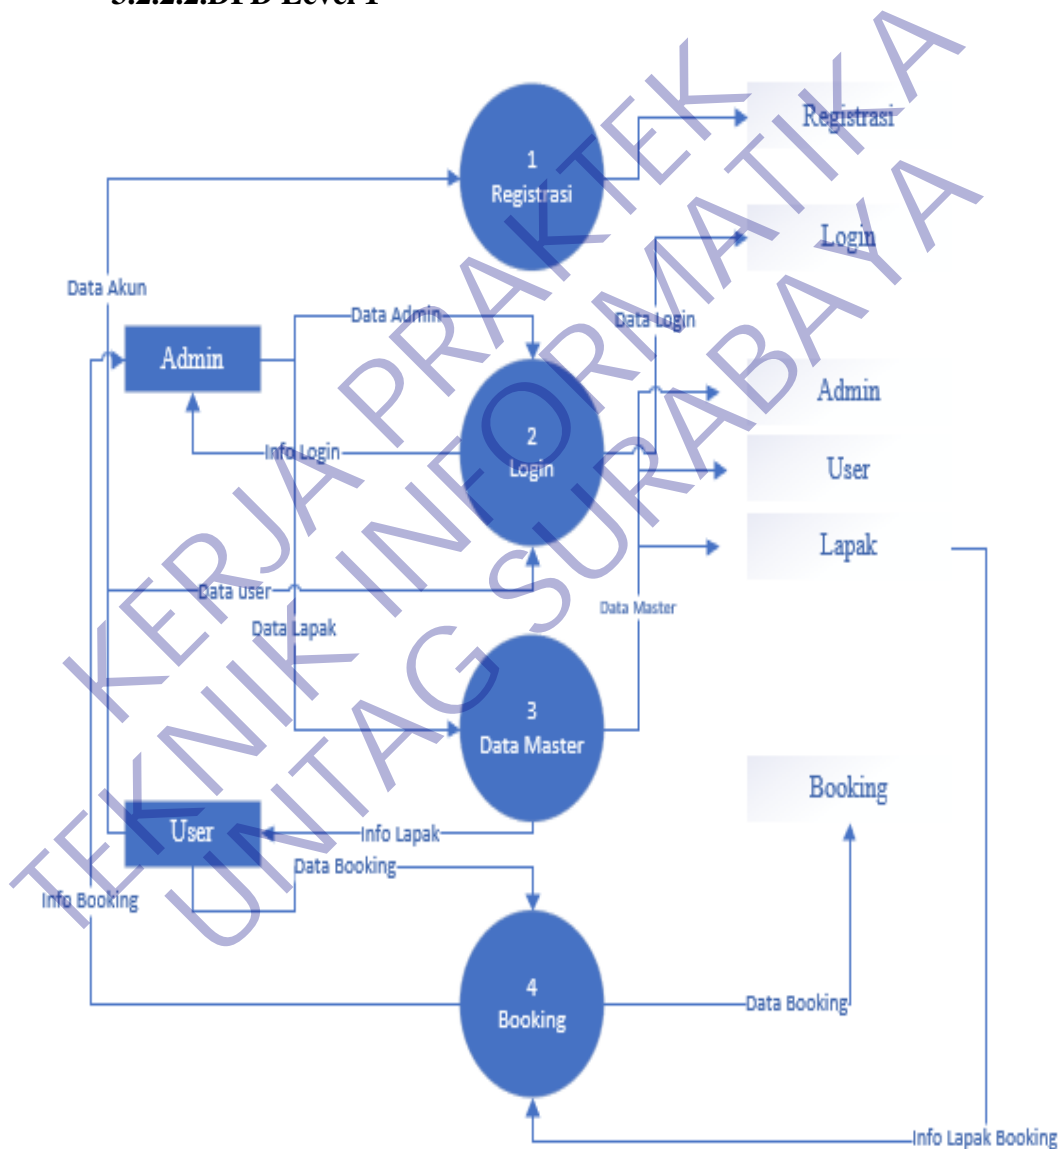 3.2.2.2.DFD Level 1
1
Registrasi
Registrasi
Login
Data Akun
Data Admin
Data Login
Admin
Admin
2
Login
Info Login
User
Lapak
Data user
Data Lapak
Data Master
3
Data Master
Booking
User
Info Lapak
Data Booking
Info Booking
4
Booking
Data Booking
Info Lapak Booking
KERJA PRAKTEK
TEKNIK INFORMATIKA
UNTAG SURABAYA